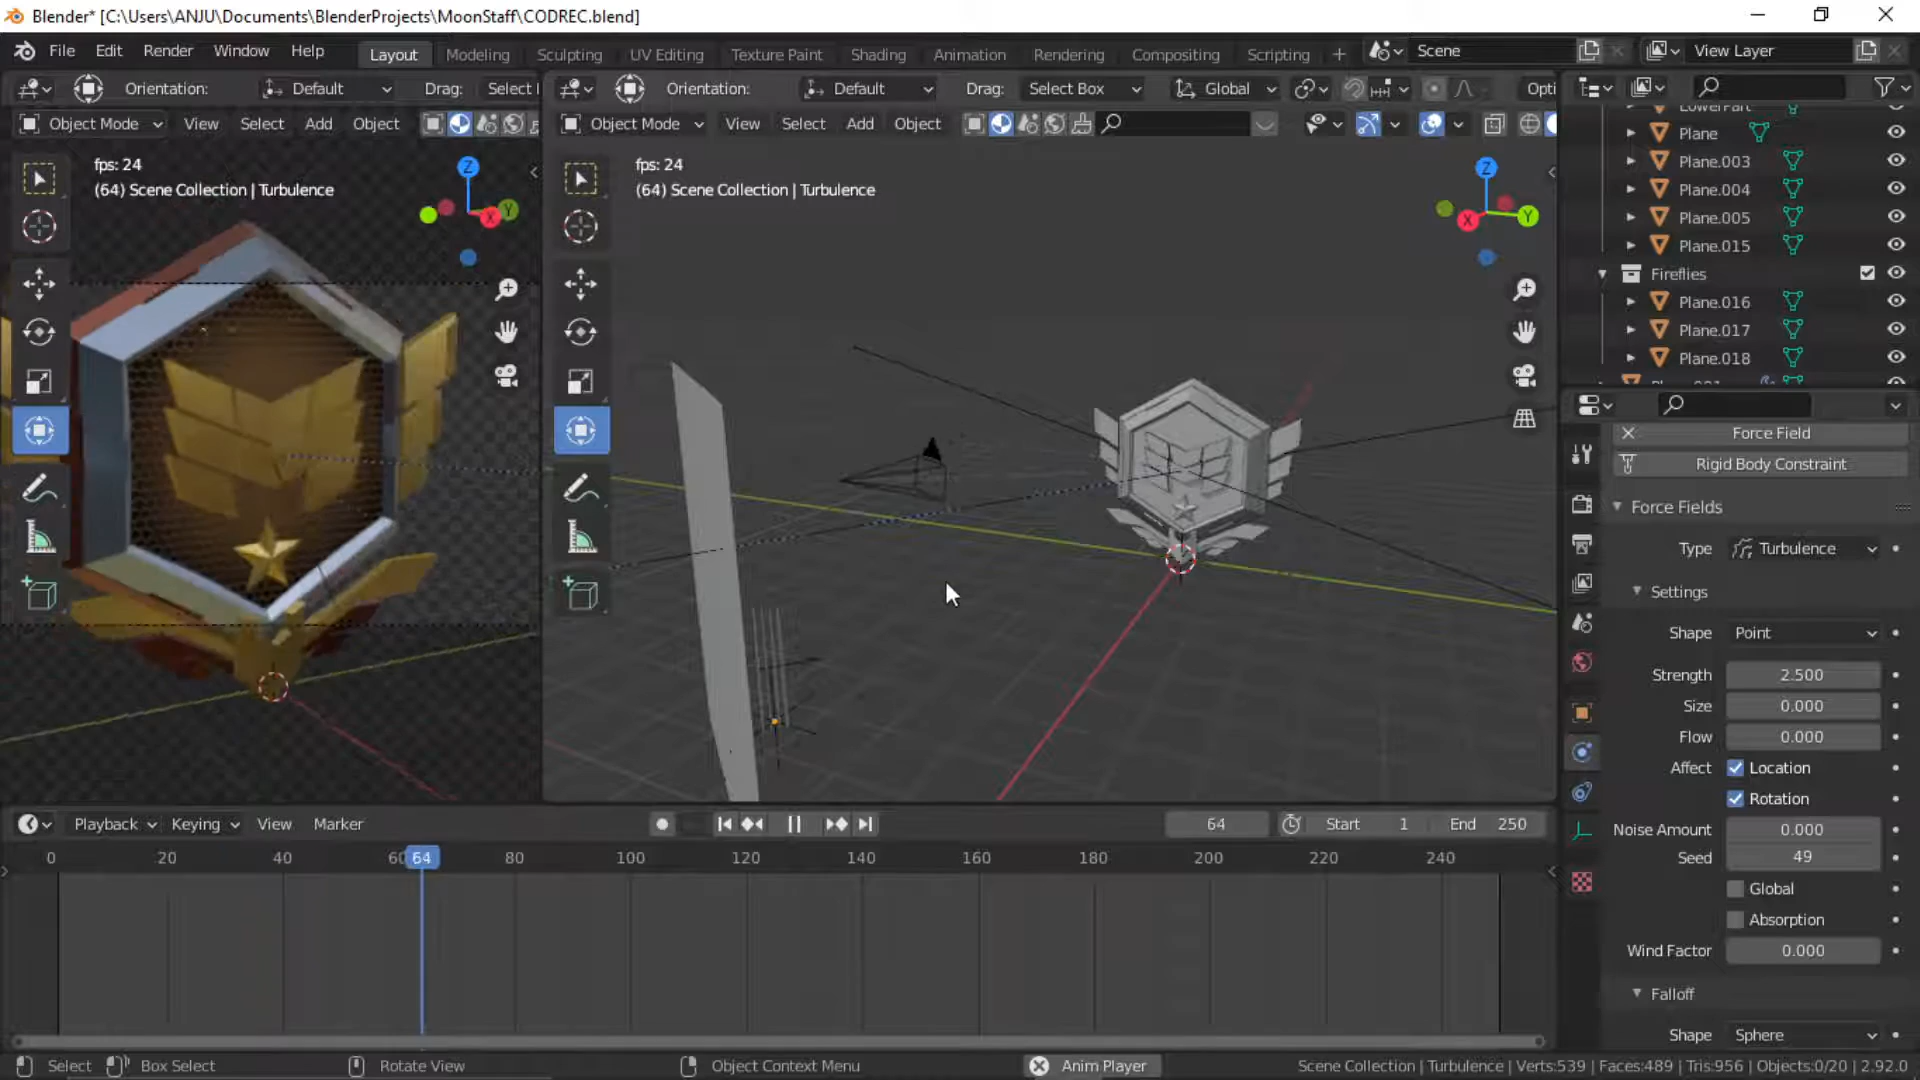 Blender* [C:\Users\ANJU\Documents\BlenderProjects\MoonStaff\CODREC.blend]
File Edit Render Window Help Layout Modeling Sculpting UV Editing Texture Paint Shading Animation Rendering Compositing Scripting + Scene View Layer
Orientation: Default Drag: Select Orientation: Default Drag: Select Box Global Opti
Object Mode View Select Add Object Object Mode View Select Add Object
fps: 24
(64) Scene Collection | Turbulence
Z
X
Y
fps: 24
(64) Scene Collection | Turbulence
Z
X
Y
LowerPart
Plane
Plane.003
Plane.004
Plane.005
Plane.015
Fireflies
Plane.016
Plane.017
Plane.018
Force Field
Rigid Body Constraint
Force Fields
Type Turbulence
Settings
Shape Point
Strength 2.500
Size 0.000
Flow 0.000
Affect Location
Rotation
Noise Amount 0.000
Seed 49
Global
Absorption
Wind Factor 0.000
Falloff
Shape Sphere
Playback Keying View Marker 64 Start 1 End 250
0 20 40 60 64 80 100 120 140 160 180 200 220 240
Select Box Select Rotate View Object Context Menu Anim Player Scene Collection | Turbulence | Verts:539 | Faces:489 | Tris:956 | Objects:0/20 | 2.92.0